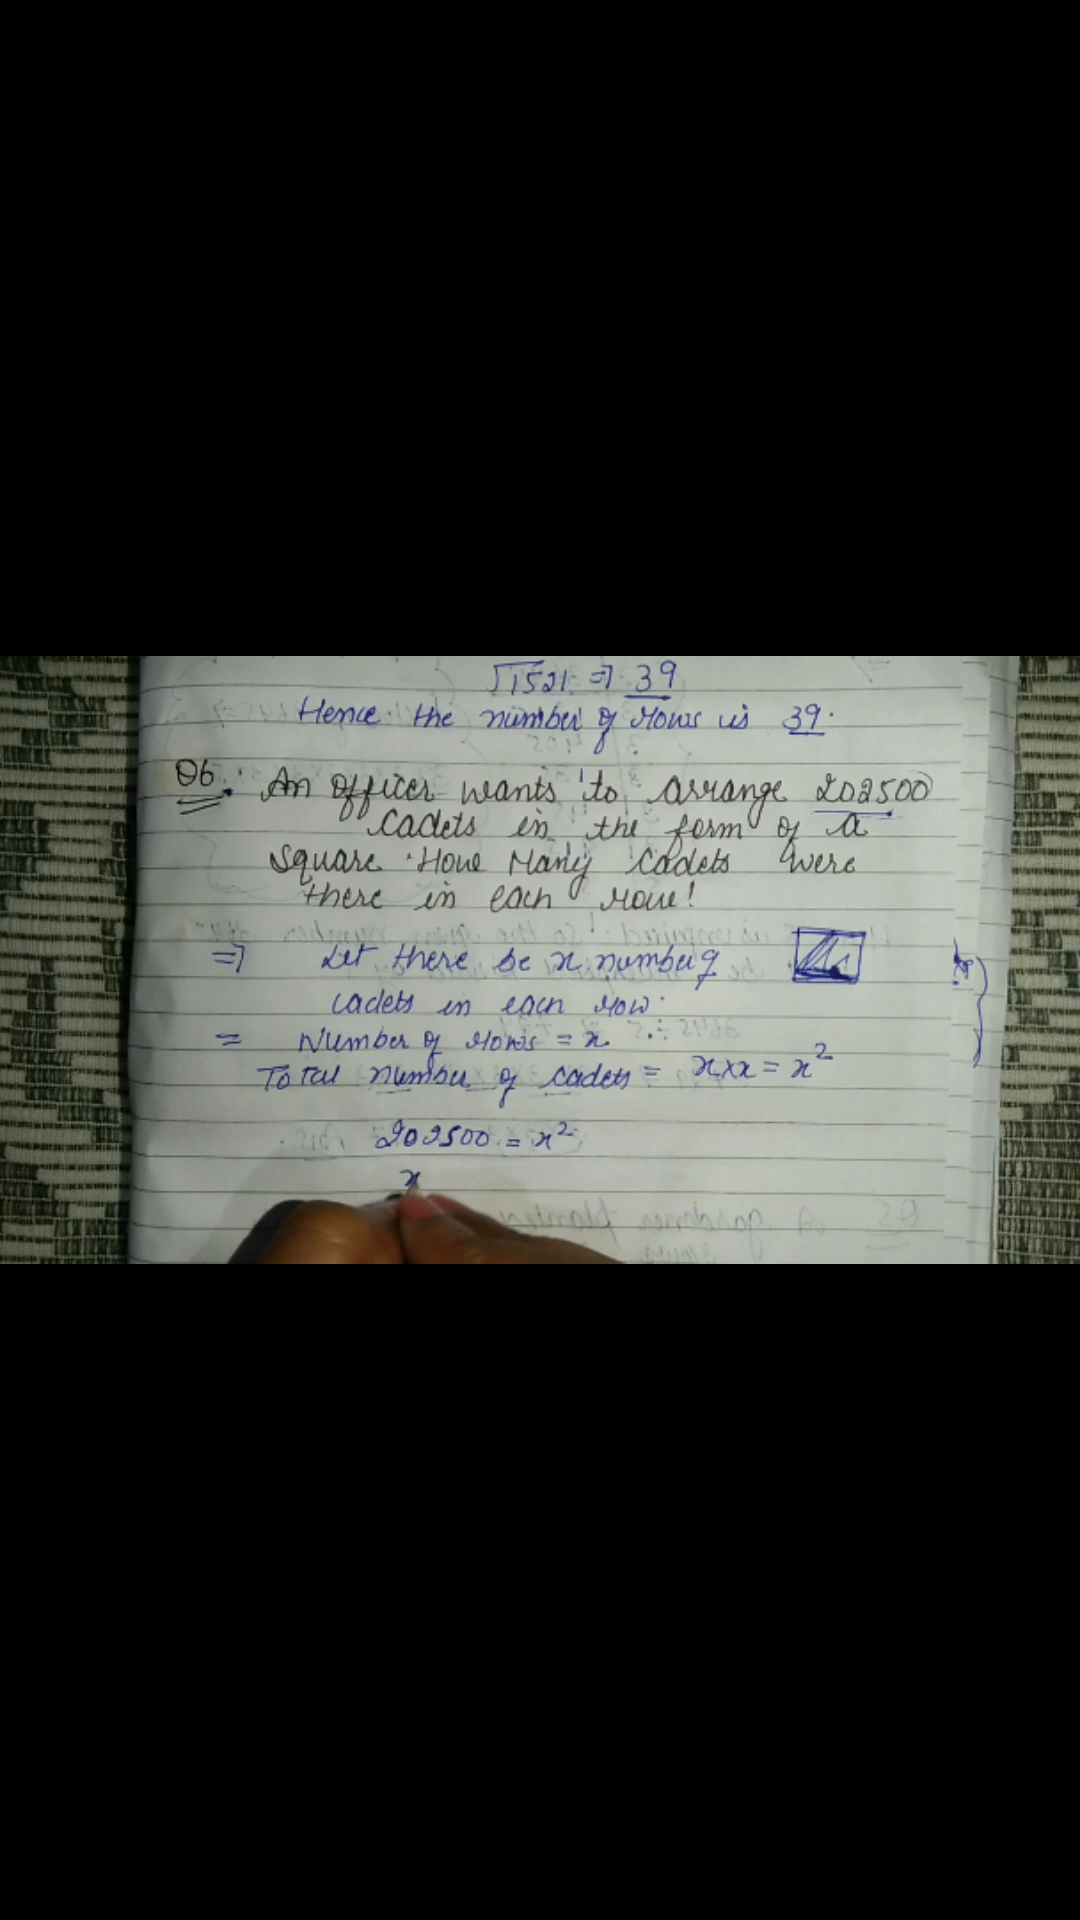 √1521 ⇒ 39
Hence the number of rows is 39.
Q6. An officer wants to arrange 202500
cadets in the form of a
square. How Many cadets were
there in each row!
⇒ Let there be x number of
cadets in each row.
= Number of rows = x
Total number of cadets = x×x = x²
202500 = x²
x